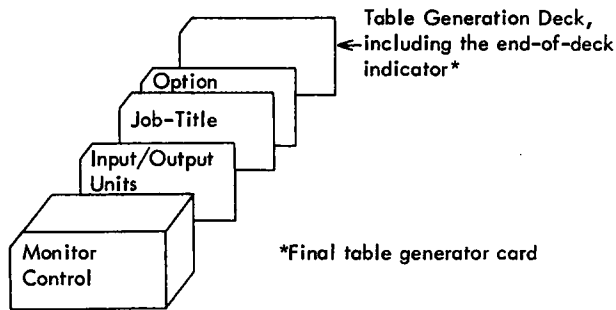 Table Generation Deck,
including the end-of-deck
indicator*
Option
Job-Title
Input/Output
Units
Monitor
Control
*Final table generator card